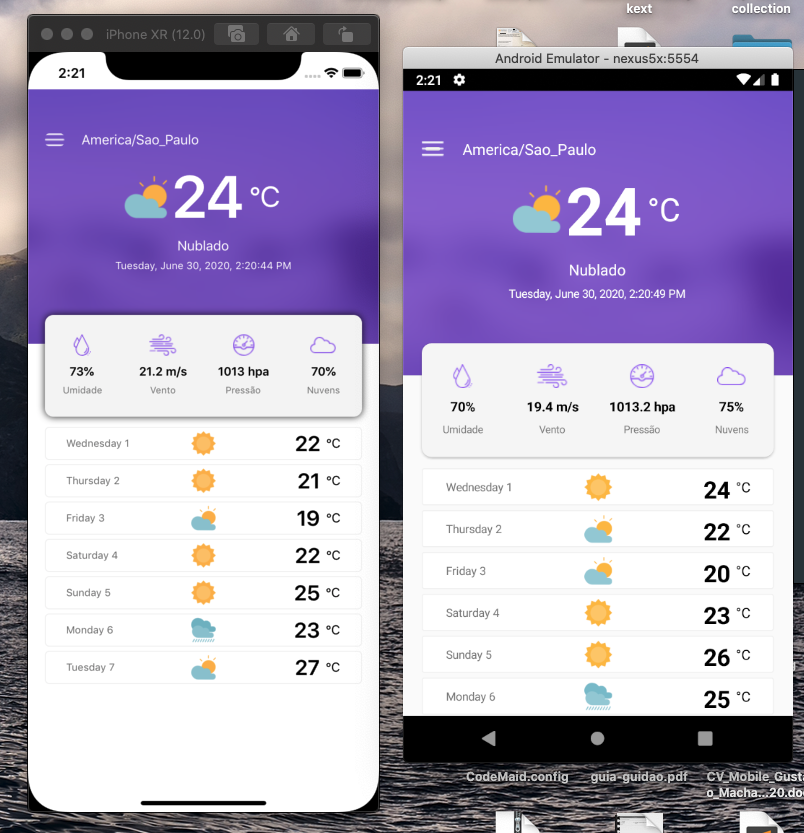 kext
collection
iPhone XR (12.0)
2:21
America/Sao_Paulo
24 °C
Nublado
Tuesday, June 30, 2020, 2:20:44 PM
73% 21.2 m/s 1013 hpa 70%
Umidade Vento Pressão Nuvens
Wednesday 1 22 °C
Thursday 2 21 °C
Friday 3 19 °C
Saturday 4 22 °C
Sunday 5 25 °C
Monday 6 23 °C
Tuesday 7 27 °C
Android Emulator - nexus5x:5554
2:21
America/Sao_Paulo
24 °C
Nublado
Tuesday, June 30, 2020, 2:20:49 PM
70% 19.4 m/s 1013.2 hpa 75%
Umidade Vento Pressão Nuvens
Wednesday 1 24 °C
Thursday 2 22 °C
Friday 3 20 °C
Saturday 4 23 °C
Sunday 5 26 °C
Monday 6 25 °C
CodeMaid.config guia-guidao.pdf CV_Mobile_Gusta
o_Macha...20.do